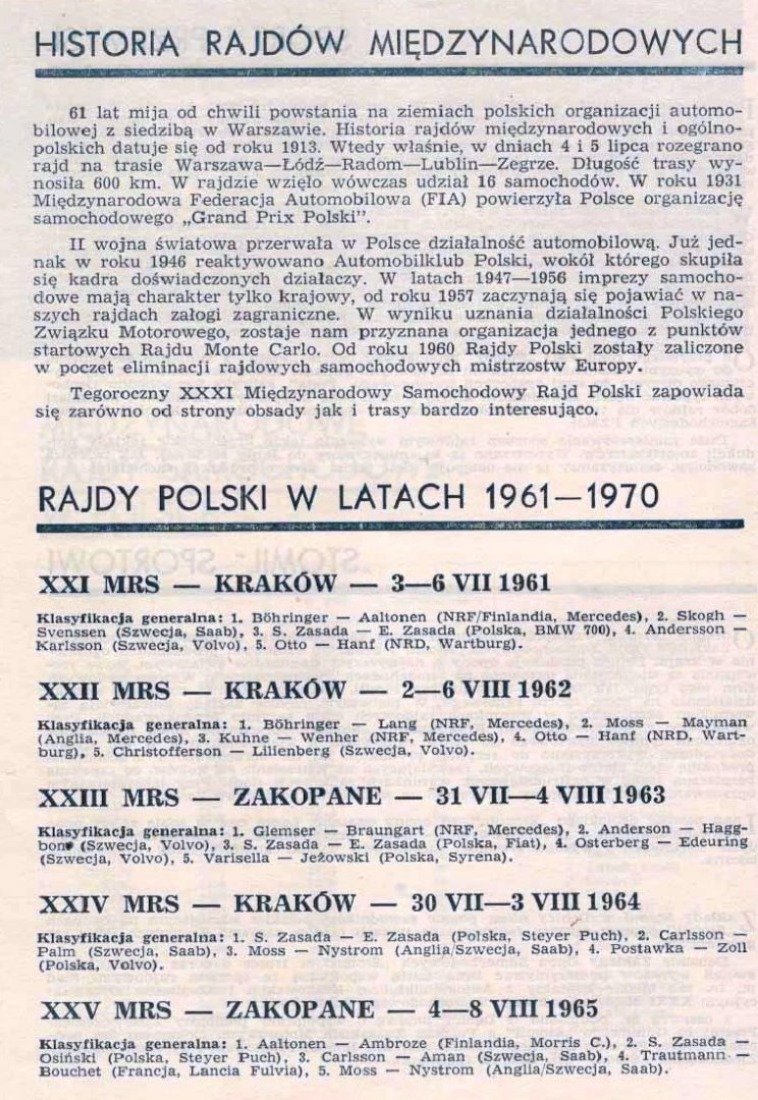 HISTORIA RAJDÓW MIĘDZYNARODOWYCH
61 lat mija od chwili powstania na ziemiach polskich organizacji automo-
bilowej z siedzibą w Warszawie. Historia rajdów międzynarodowych i ogólno-
polskich datuje się od roku 1913. Wtedy właśnie, w dniach 4 i 5 lipca rozegrano
rajd na trasie Warszawa—Łódź—Radom—Lublin—Zegrze. Długość trasy wy-
nosiła 600 km. W rajdzie wzięło wówczas udział 16 samochodów. W roku 1931
Międzynarodowa Federacja Automobilowa (FIA) powierzyła Polsce organizację
samochodowego „Grand Prix Polski".
II wojna światowa przerwała w Polsce działalność automobilową. Już jed-
nak w roku 1946 reaktywowano Automobilklub Polski, wokół którego skupiła
się kadra doświadczonych działaczy. W latach 1947—1956 imprezy samocho-
dowe mają charakter tylko krajowy, od roku 1957 zaczynają się pojawiać w na-
szych rajdach załogi zagraniczne. W wyniku uznania działalności Polskiego
Związku Motorowego, zostaje nam przyznana organizacja jednego z punktów
startowych Rajdu Monte Carlo. Od roku 1960 Rajdy Polski zostały zaliczone
w poczet eliminacji rajdowych samochodowych mistrzostw Europy.
Tegoroczny XXXI Międzynarodowy Samochodowy Rajd Polski zapowiada
się zarówno od strony obsady jak i trasy bardzo interesująco.
RAJDY POLSKI W LATACH 1961—1970
XXI MRS — KRAKÓW — 3—6 VII 1961
Klasyfikacja generalna: 1. Böhringer — Aaltonen (NRF/Finlandia, Mercedes), 2. Skogh —
Svenssen (Szwecja, Saab), 3. S. Zasada — E. Zasada (Polska, BMW 700), 4. Andersson —
Karlsson (Szwecja, Volvo), 5. Otto — Hanf (NRD, Wartburg).
XXII MRS — KRAKÓW — 2—6 VIII 1962
Klasyfikacja generalna: 1. Böhringer — Lang (NRF, Mercedes), 2. Moss — Mayman
(Anglia, Mercedes), 3. Kuhne — Wenher (NRF, Mercedes), 4. Otto — Hanf (NRD, Wart-
burg), 5. Christofferson — Lilienberg (Szwecja, Volvo).
XXIII MRS — ZAKOPANE — 31 VII—4 VIII 1963
Klasyfikacja generalna: 1. Glemser — Braungart (NRF, Mercedes), 2. Anderson — Hagg-
bom (Szwecja, Volvo), 3. S. Zasada — E. Zasada (Polska, Fiat), 4. Osterberg — Edeuring
(Szwecja, Volvo), 5. Varisella — Jeżowski (Polska, Syrena).
XXIV MRS — KRAKÓW — 30 VII—3 VIII 1964
Klasyfikacja generalna: 1. S. Zasada — E. Zasada (Polska, Steyer Puch), 2. Carlsson —
Palm (Szwecja, Saab), 3. Moss — Nystrom (Anglia/Szwecja, Saab), 4. Postawka — Zoll
(Polska, Volvo).
XXV MRS — ZAKOPANE — 4—8 VIII 1965
Klasyfikacja generalna: 1. Aaltonen — Ambroze (Finlandia, Morris C.), 2. S. Zasada —
Osiński (Polska, Steyer Puch), 3. Carlsson — Aman (Szwecja, Saab), 4. Trautmann —
Bouchet (Francja, Lancia Fulvia), 5. Moss — Nystrom (Anglia/Szwecja, Saab).